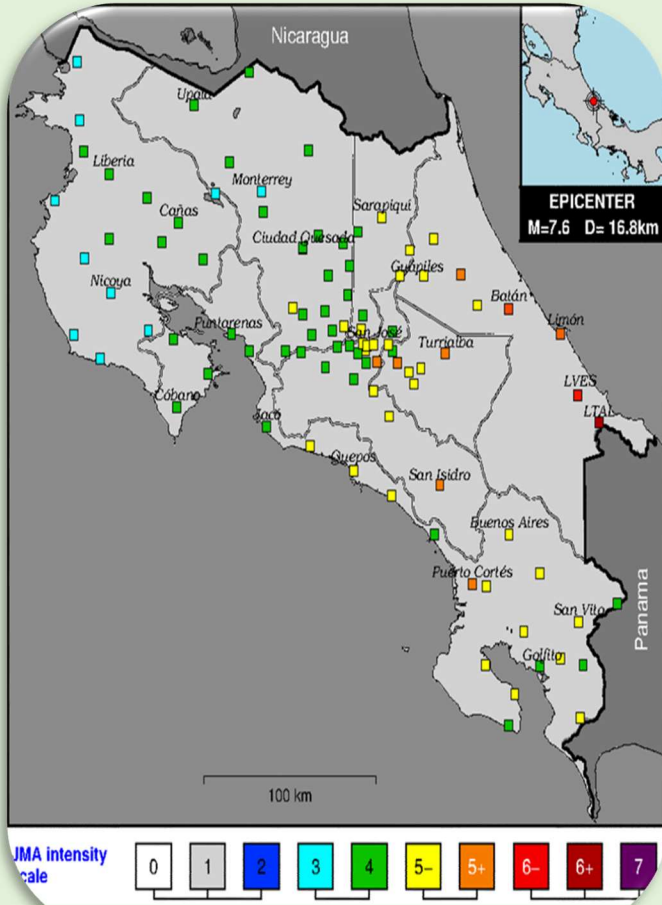 Nicaragua
Upala
Liberia
Monterrey
Cañas
Sarapiqui
Ciudad Quesada
Guápiles
Nicoya
Batán
Puntarenas
San José
Limón
Turrialba
LVES
Cóbano
LTAL
Jacó
Quepos
San Isidro
Buenos Aires
Puerto Cortés
San Vito
Golfito
Panama
EPICENTER
M=7.6 D= 16.8km
100 km
JMA intensity
scale
0 1 2 3 4 5− 5+ 6− 6+ 7